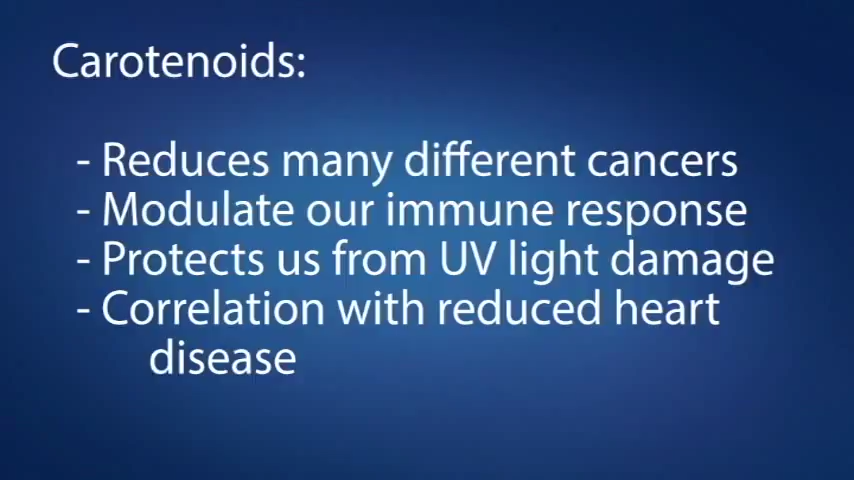 Carotenoids:
- Reduces many different cancers
- Modulate our immune response
- Protects us from UV light damage
- Correlation with reduced heart
disease